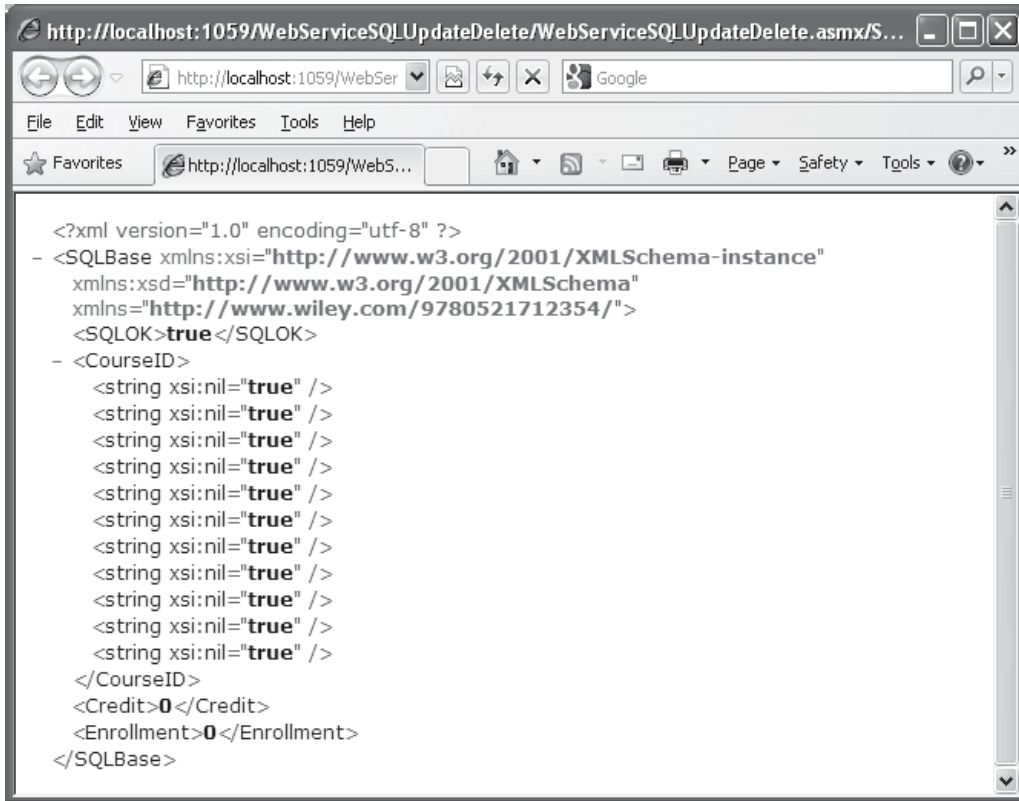 http://localhost:1059/WebServiceSQLUpdateDelete/WebServiceSQLUpdateDelete.asmx/S...
http://localhost:1059/WebSer Google
File Edit View Favorites Tools Help
Favorites http://localhost:1059/WebS... Page Safety Tools »
<?xml version="1.0" encoding="utf-8" ?>
- <SQLBase xmlns:xsi="http://www.w3.org/2001/XMLSchema-instance"
xmlns:xsd="http://www.w3.org/2001/XMLSchema"
xmlns="http://www.wiley.com/9780521712354/">
<SQLOK>true</SQLOK>
- <CourseID>
<string xsi:nil="true" />
<string xsi:nil="true" />
<string xsi:nil="true" />
<string xsi:nil="true" />
<string xsi:nil="true" />
<string xsi:nil="true" />
<string xsi:nil="true" />
<string xsi:nil="true" />
<string xsi:nil="true" />
<string xsi:nil="true" />
<string xsi:nil="true" />
</CourseID>
<Credit>0</Credit>
<Enrollment>0</Enrollment>
</SQLBase>